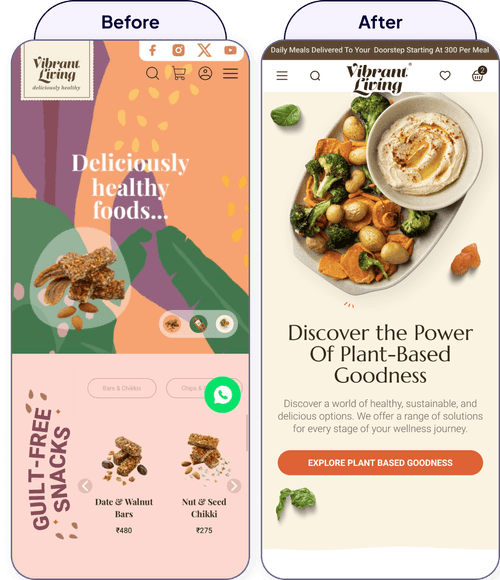 Before
Vibrant
Living
deliciously healthy
Deliciously
healthy
foods...
Bars & Chikkis
Chips &
GUILT-FREE
SNACKS
Date & Walnut
Bars
₹480
Nut & Seed
Chikki
₹275
After
Daily Meals Delivered To Your Doorstep Starting At 300 Per Meal
Vibrant
Living
2
Discover the Power
Of Plant-Based
Goodness
Discover a world of healthy, sustainable, and
delicious options. We offer a range of solutions
for every stage of your wellness journey.
EXPLORE PLANT BASED GOODNESS